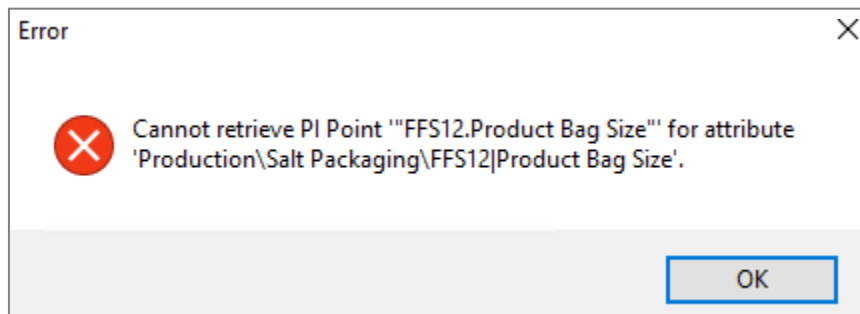 Error
Cannot retrieve PI Point '"FFS12.Product Bag Size"' for attribute
'Production\Salt Packaging\FFS12|Product Bag Size'.
OK